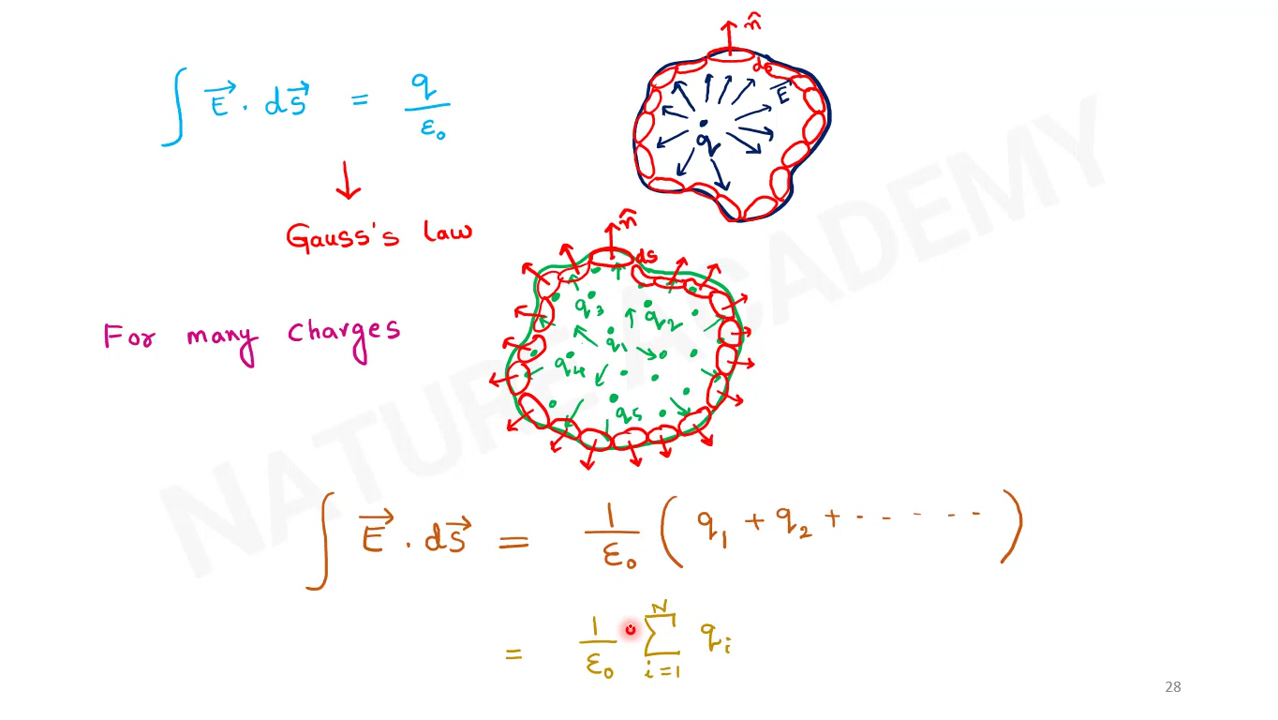 ∫ E⃗ . dS⃗ = q/ε₀
n̂
ds
E⃗
q
Gauss's law
n̂
ds
q₃
q₂
q₁
q₄
q₅
For many charges
NATURE ACADEMY
∫ E⃗ . dS⃗ = 1/ε₀ ( q₁ + q₂ + ...... )
= 1/ε₀ ∑ᵢ₌₁ᴺ qᵢ
28